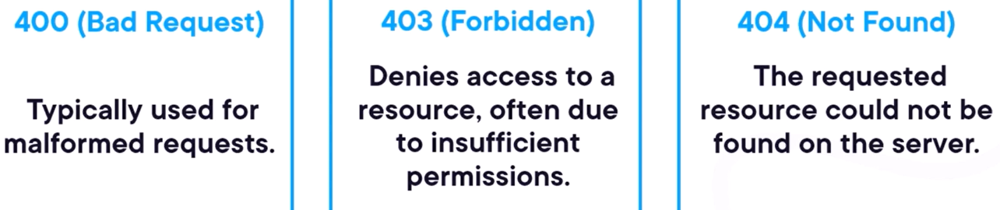 400 (Bad Request)
Typically used for
malformed requests.
403 (Forbidden)
Denies access to a
resource, often due
to insufficient
permissions.
404 (Not Found)
The requested
resource could not be
found on the server.